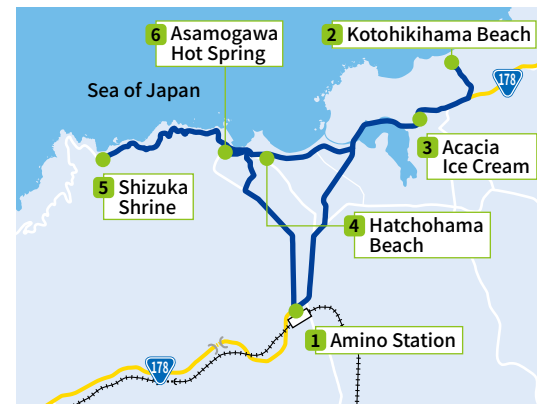 6 Asamogawa
Hot Spring
2 Kotohikihama Beach
178
Sea of Japan
3 Acacia
Ice Cream
5 Shizuka
Shrine
4 Hatchohama
Beach
1 Amino Station
178